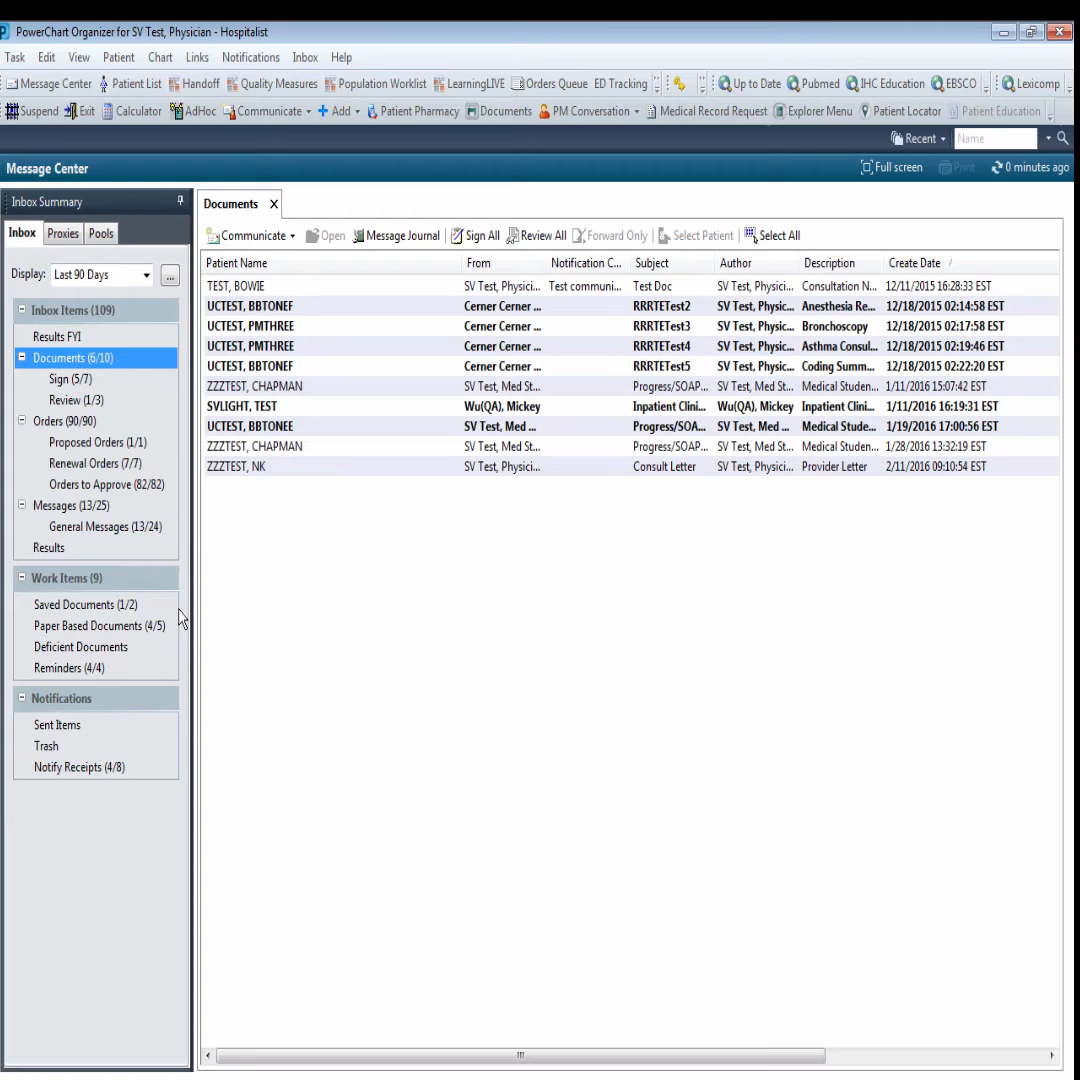 PowerChart Organizer for SV Test, Physician - Hospitalist
Task Edit View Patient Chart Links Notifications Inbox Help
Message Center Patient List Handoff Quality Measures Population Worklist LearningLIVE Orders Queue ED Tracking Up to Date Pubmed IHC Education EBSCO Lexicomp
Suspend Exit Calculator AdHoc Communicate Add Patient Pharmacy Documents PM Conversation Medical Record Request Explorer Menu Patient Locator Patient Education
Recent Name
Message Center Full screen Print 0 minutes ago
Inbox Summary
Inbox Proxies Pools
Display: Last 90 Days ...
Inbox Items (109)
Results FYI
Documents (6/10)
Sign (5/7)
Review (1/3)
Orders (90/90)
Proposed Orders (1/1)
Renewal Orders (7/7)
Orders to Approve (82/82)
Messages (13/25)
General Messages (13/24)
Results
Work Items (9)
Saved Documents (1/2)
Paper Based Documents (4/5)
Deficient Documents
Reminders (4/4)
Notifications
Sent Items
Trash
Notify Receipts (4/8)
Documents X
Communicate Open Message Journal Sign All Review All Forward Only Select Patient Select All
Patient Name From Notification C... Subject Author Description Create Date
TEST, BOWIE SV Test, Physici... Test communi... Test Doc SV Test, Physici... Consultation N... 12/11/2015 16:28:33 EST
UCTEST, BBTONEF Cerner Cerner ... RRRTETest2 SV Test, Physic... Anesthesia Re... 12/18/2015 02:14:58 EST
UCTEST, PMTHREE Cerner Cerner ... RRRTETest3 SV Test, Physic... Bronchoscopy 12/18/2015 02:17:58 EST
UCTEST, PMTHREE Cerner Cerner ... RRRTETest4 SV Test, Physic... Asthma Consul... 12/18/2015 02:19:46 EST
UCTEST, BBTONEF Cerner Cerner ... RRRTETest5 SV Test, Physic... Coding Summ... 12/18/2015 02:22:20 EST
ZZZTEST, CHAPMAN SV Test, Med St... Progress/SOAP... SV Test, Med St... Medical Studen... 1/11/2016 15:07:42 EST
SVLIGHT, TEST Wu(QA), Mickey Inpatient Clini... Wu(QA), Mickey Inpatient Clini... 1/11/2016 16:19:31 EST
UCTEST, BBTONEE SV Test, Med ... Progress/SOA... SV Test, Med ... Medical Stude... 1/19/2016 17:00:56 EST
ZZZTEST, CHAPMAN SV Test, Med St... Progress/SOAP... SV Test, Med St... Medical Studen... 1/28/2016 13:32:19 EST
ZZZTEST, NK SV Test, Physici... Consult Letter SV Test, Physici... Provider Letter 2/11/2016 09:10:54 EST